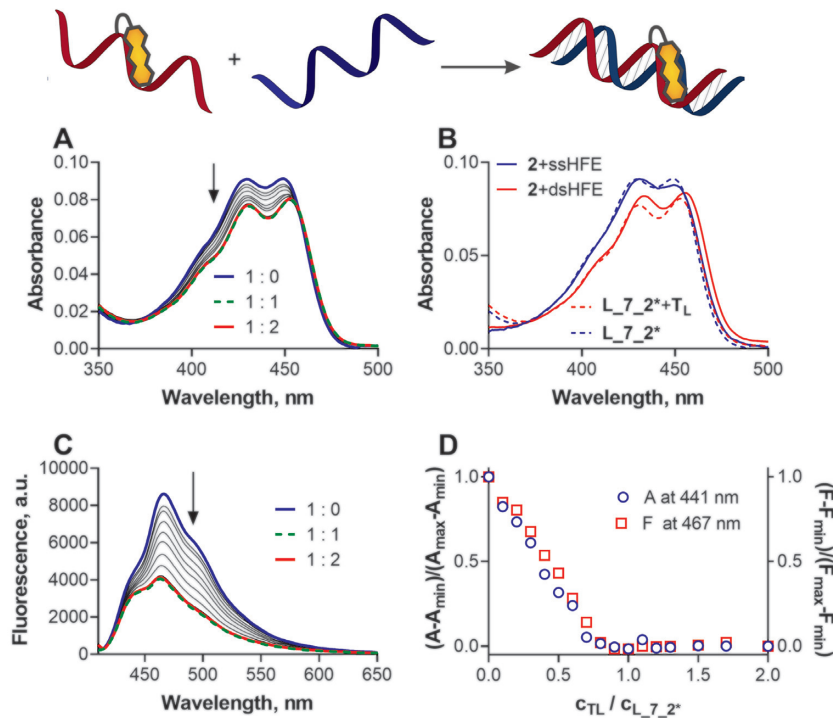 +
A
B
0.10
0.08
0.06
0.04
0.02
0.00
350
400
450
500
Absorbance
Wavelength, nm
1 : 0
1 : 1
1 : 2
0.10
0.05
0.00
350
400
450
500
Absorbance
Wavelength, nm
2+ssHFE
2+dsHFE
L_7_2*+TL
L_7_2*
C
D
10000
8000
6000
4000
2000
0
450
500
550
600
650
Fluorescence, a.u.
Wavelength, nm
1 : 0
1 : 1
1 : 2
1.0
0.5
0.0
0.0
0.5
1.0
1.5
2.0
1.0
0.5
0.0
(A-Amin)/(Amax-Amin)
(F-Fmin)/(Fmax-Fmin)
A at 441 nm
F at 467 nm
cTL / cL_7_2*